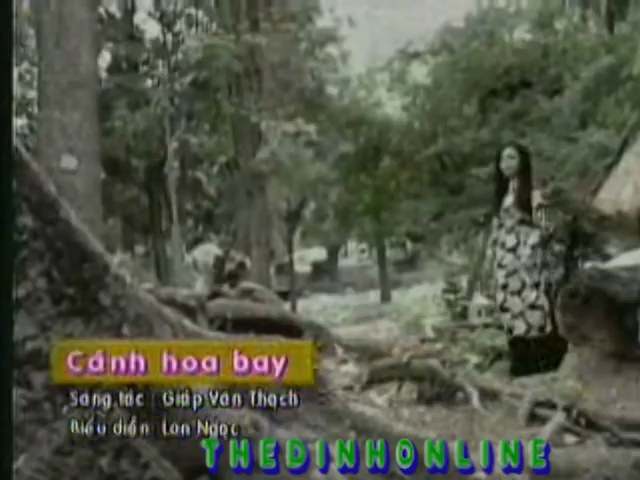 Cánh hoa bay
Sáng tác : Giáp Văn Thạch
Biểu diễn : Lan Ngọc
THEDINHONLINE